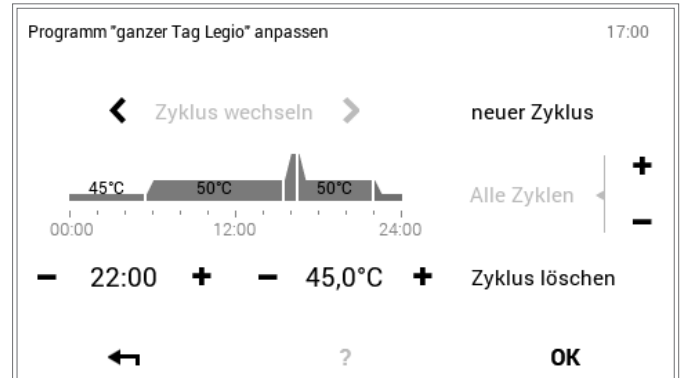 Programm "ganzer Tag Legio" anpassen 17:00
Zyklus wechseln neuer Zyklus
45°C 50°C 50°C
Alle Zyklen
+
−
00:00 12:00 24:00
− 22:00 + − 45,0°C + Zyklus löschen
? OK